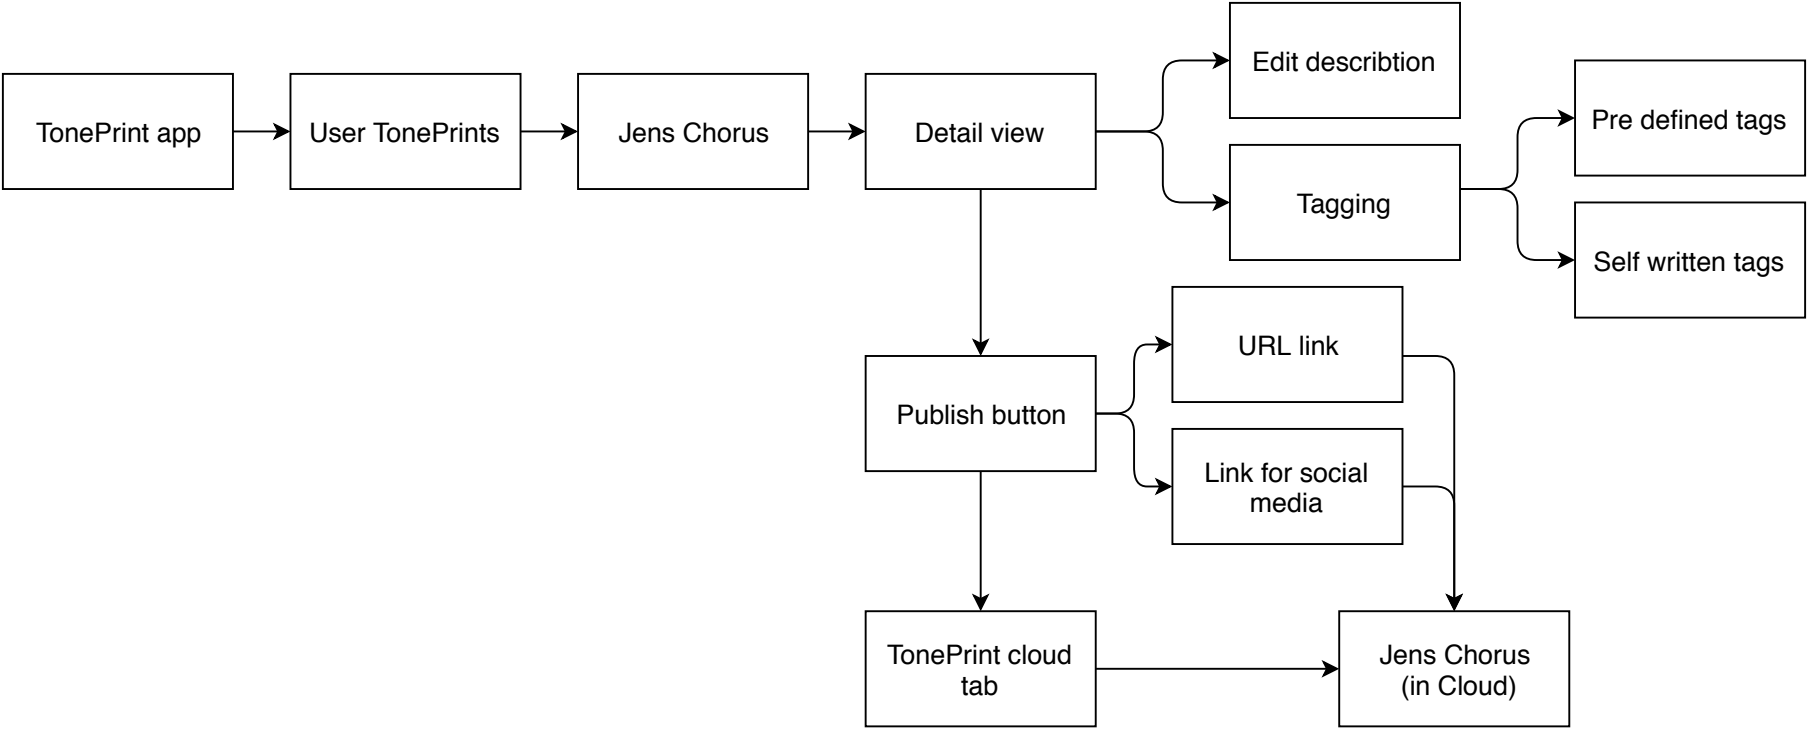 TonePrint app
User TonePrints
Jens Chorus
Detail view
Edit describtion
Tagging
Pre defined tags
Self written tags
Publish button
URL link
Link for social
media
TonePrint cloud
tab
Jens Chorus
(in Cloud)